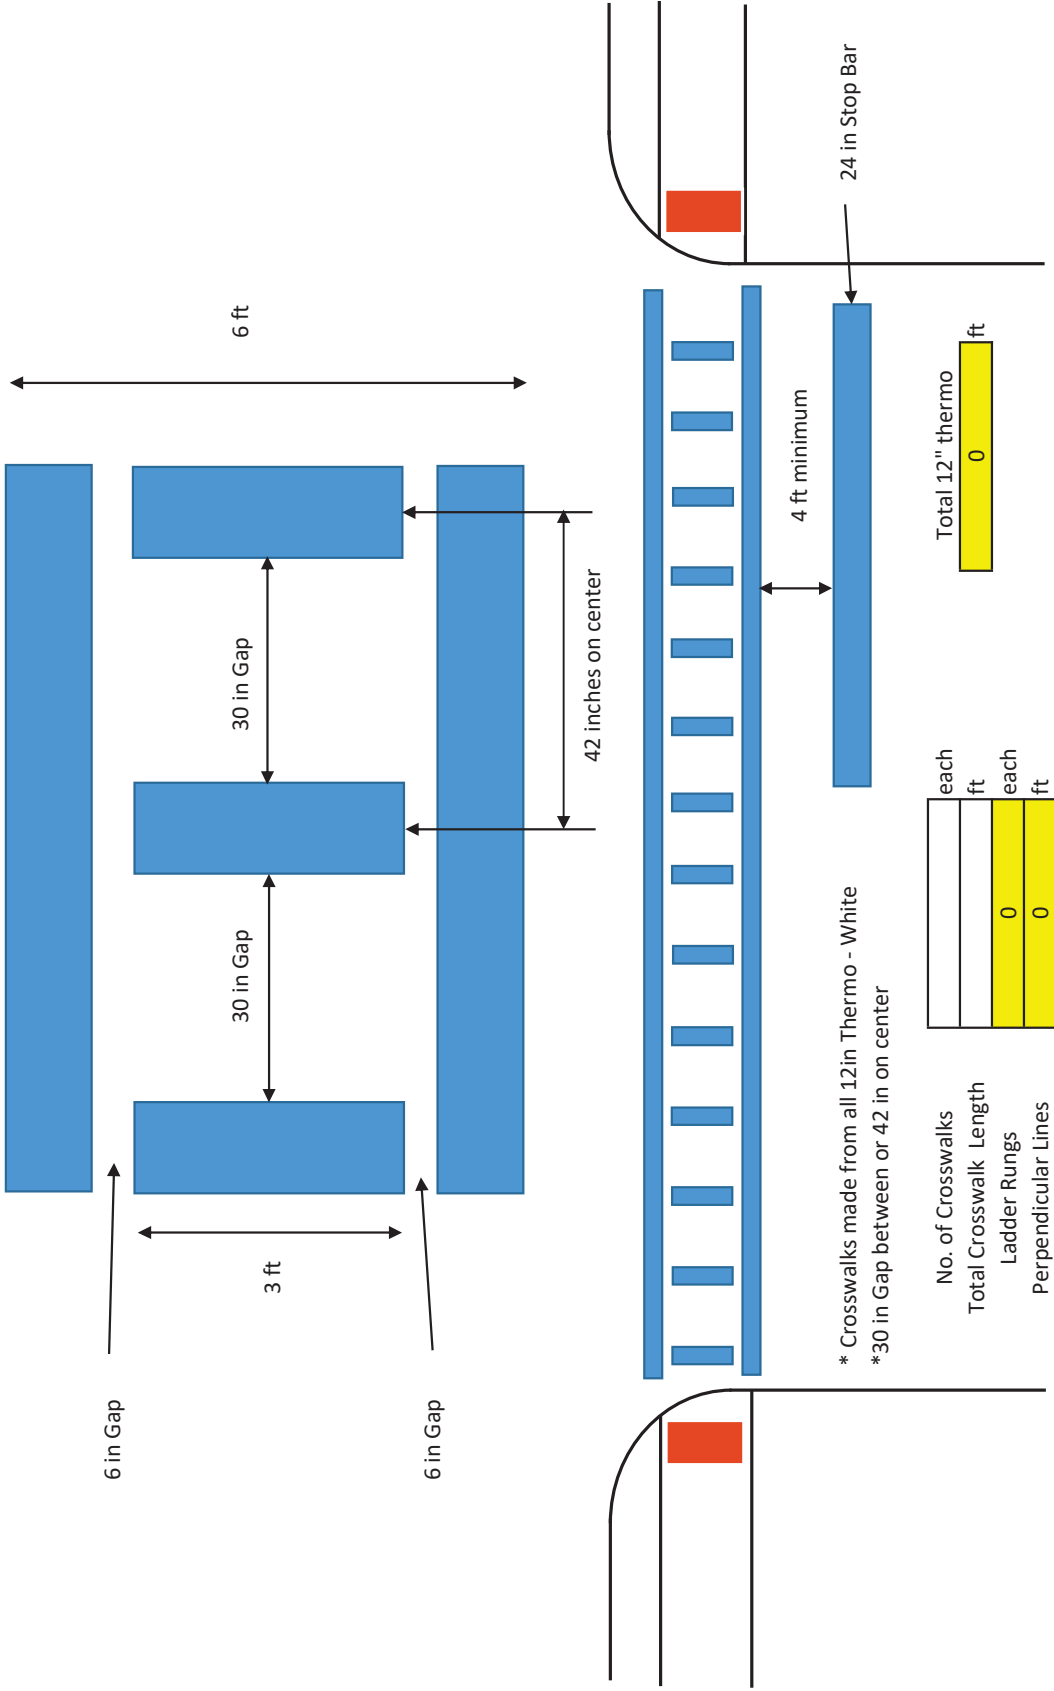 6 in Gap
6 in Gap
3 ft
30 in Gap
30 in Gap
42 inches on center
6 ft
4 ft minimum
24 in Stop Bar
* Crosswalks made from all 12in Thermo - White
*30 in Gap between or 42 in on center
No. of Crosswalks each
Total Crosswalk Length ft
Ladder Rungs 0 each
Perpendicular Lines 0 ft
Total 12" thermo
0 ft